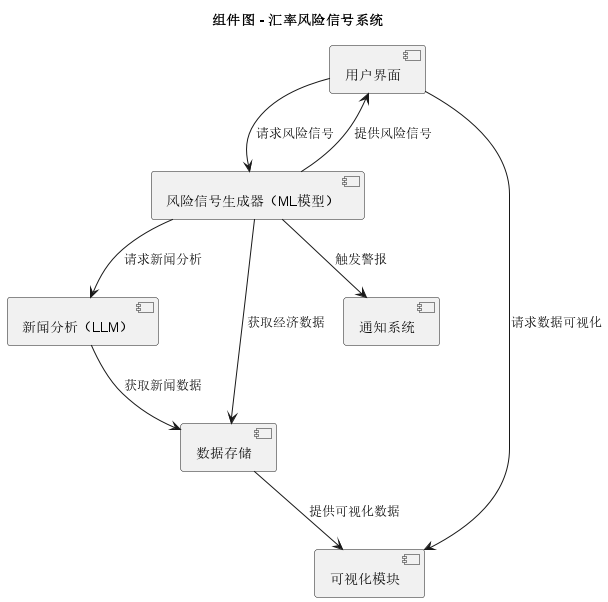 组件图 - 汇率风险信号系统
用户界面
请求风险信号
提供风险信号
风险信号生成器（ML模型）
请求新闻分析
触发警报
新闻分析（LLM）
获取经济数据
通知系统
请求数据可视化
获取新闻数据
数据存储
提供可视化数据
可视化模块